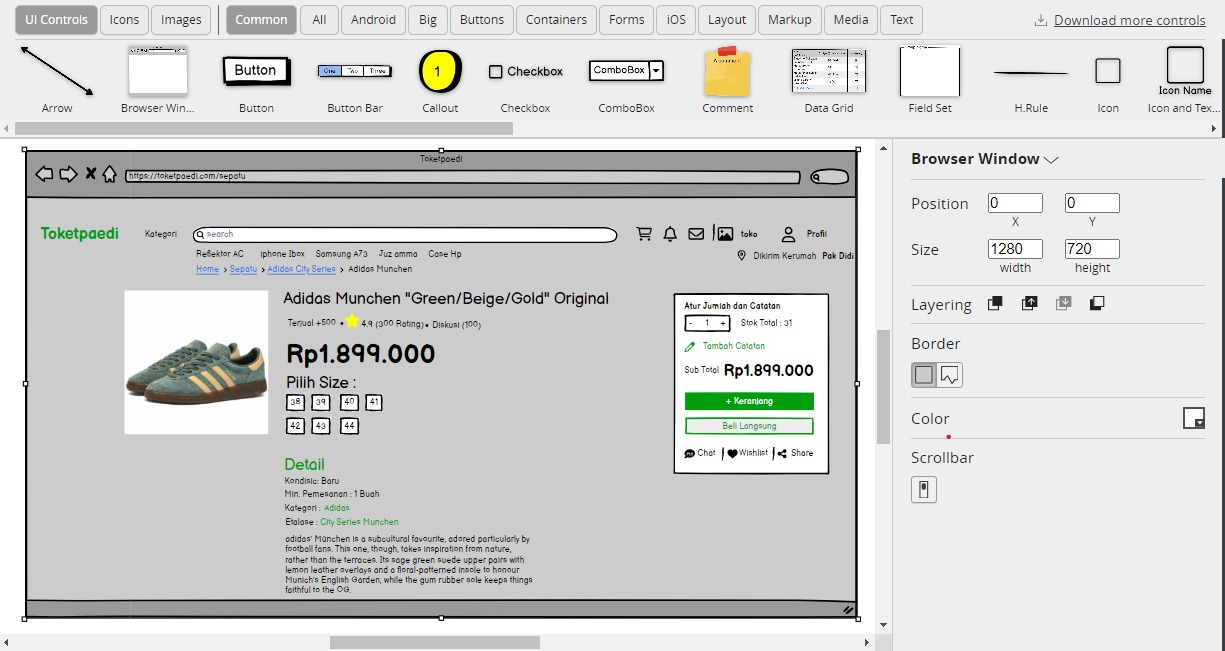 UI Controls Icons Images Common All Android Big Buttons Containers Forms iOS Layout Markup Media Text Download more controls
Button 1 One Two Three Checkbox ComboBox A comment Icon Name
Arrow Browser Win... Button Button Bar Callout Checkbox ComboBox Comment Data Grid Field Set H.Rule Icon Icon and Tex...
Toketpaedi
https://toketpaedi.com/sepatu
Toketpaedi Kategori search toko Profil
Reflektor AC iphone Ibox Samsung A73 Juz amma Case Hp
Dikirim Kerumah Pak Didi
Home > Sepatu > Adidas City Series > Adidas Munchen
Adidas Munchen "Green/Beige/Gold" Original
Terjual +500 • 4.9 (300 Rating) • Diskusi (100)
Rp1.899.000
Pilih Size :
38 39 40 41
42 43 44
Detail
Kondisic Baru
Min. Pemesanan : 1 Buah
Kategori : Adidas
Etalase : City Series Munchen
adidas' München is a subcultural favourite, adored particularly by
football fans. This one, though, takes inspiration from nature,
rather than the terraces. Its sage green suede upper pairs with
lemon leather overlays and a floral-patterned insole to honour
Munich's English Garden, while the gum rubber sole keeps things
faithful to the OG.
Atur Jumlah dan Catatan
- 1 + Stok Total : 31
Tambah Catatan
Sub Total Rp1.899.000
+ Keranjang
Beli Langsung
Chat | Wishlist | Share
Browser Window
Position 0 0
X Y
Size 1280 720
width height
Layering
Border
Color
Scrollbar